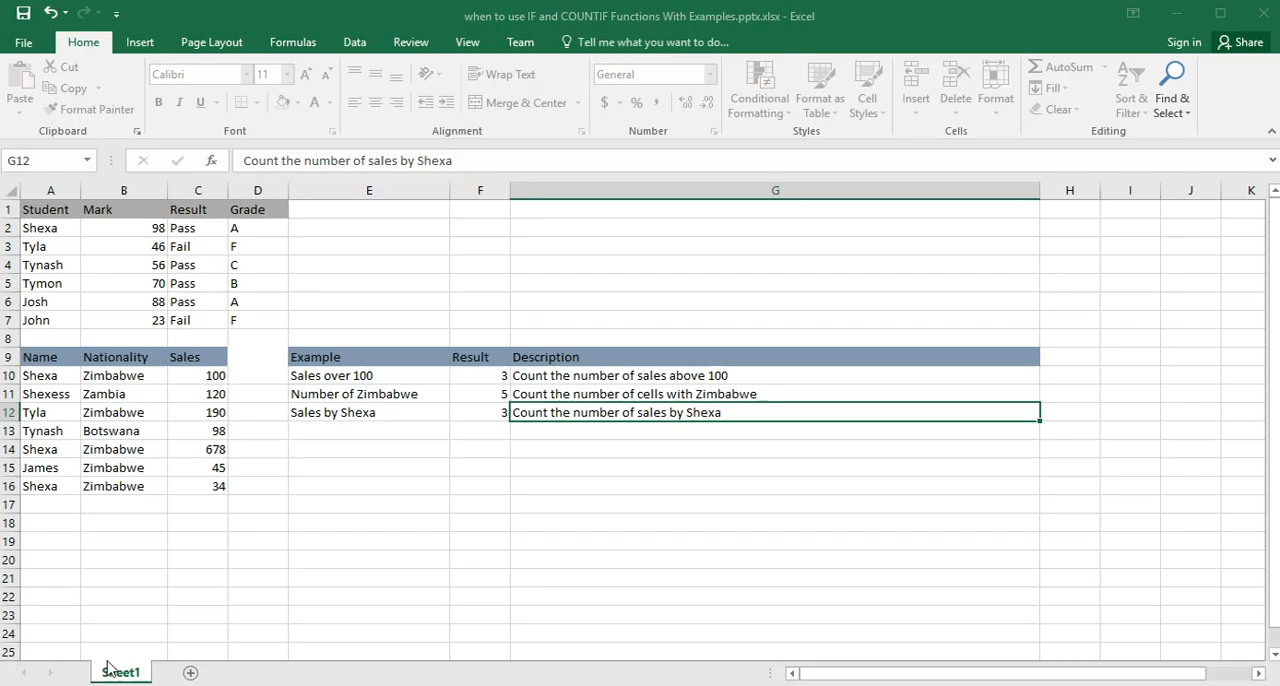 when to use IF and COUNTIF Functions With Examples.pptx.xlsx - Excel
File Home Insert Page Layout Formulas Data Review View Team Tell me what you want to do... Sign in Share
Paste Cut Copy Format Painter Clipboard
Calibri 11 B I U A A A Font
Wrap Text Merge & Center Alignment
General $ % , Number
Conditional Formatting Format as Table Cell Styles Styles
Insert Delete Format Cells
AutoSum Fill Clear Sort & Filter Find & Select Editing
G12 fx Count the number of sales by Shexa
A B C D E F G H I J K
1 Student Mark Result Grade
2 Shexa 98 Pass A
3 Tyla 46 Fail F
4 Tynash 56 Pass C
5 Tymon 70 Pass B
6 Josh 88 Pass A
7 John 23 Fail F
8
9 Name Nationality Sales Example Result Description
10 Shexa Zimbabwe 100 Sales over 100 3 Count the number of sales above 100
11 Shexess Zambia 120 Number of Zimbabwe 5 Count the number of cells with Zimbabwe
12 Tyla Zimbabwe 190 Sales by Shexa 3 Count the number of sales by Shexa
13 Tynash Botswana 98
14 Shexa Zimbabwe 678
15 James Zimbabwe 45
16 Shexa Zimbabwe 34
17
18
19
20
21
22
23
24
25
Sheet1